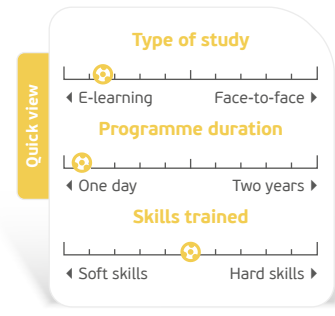 Quick view
Type of study
E-learning Face-to-face
Programme duration
One day Two years
Skills trained
Soft skills Hard skills